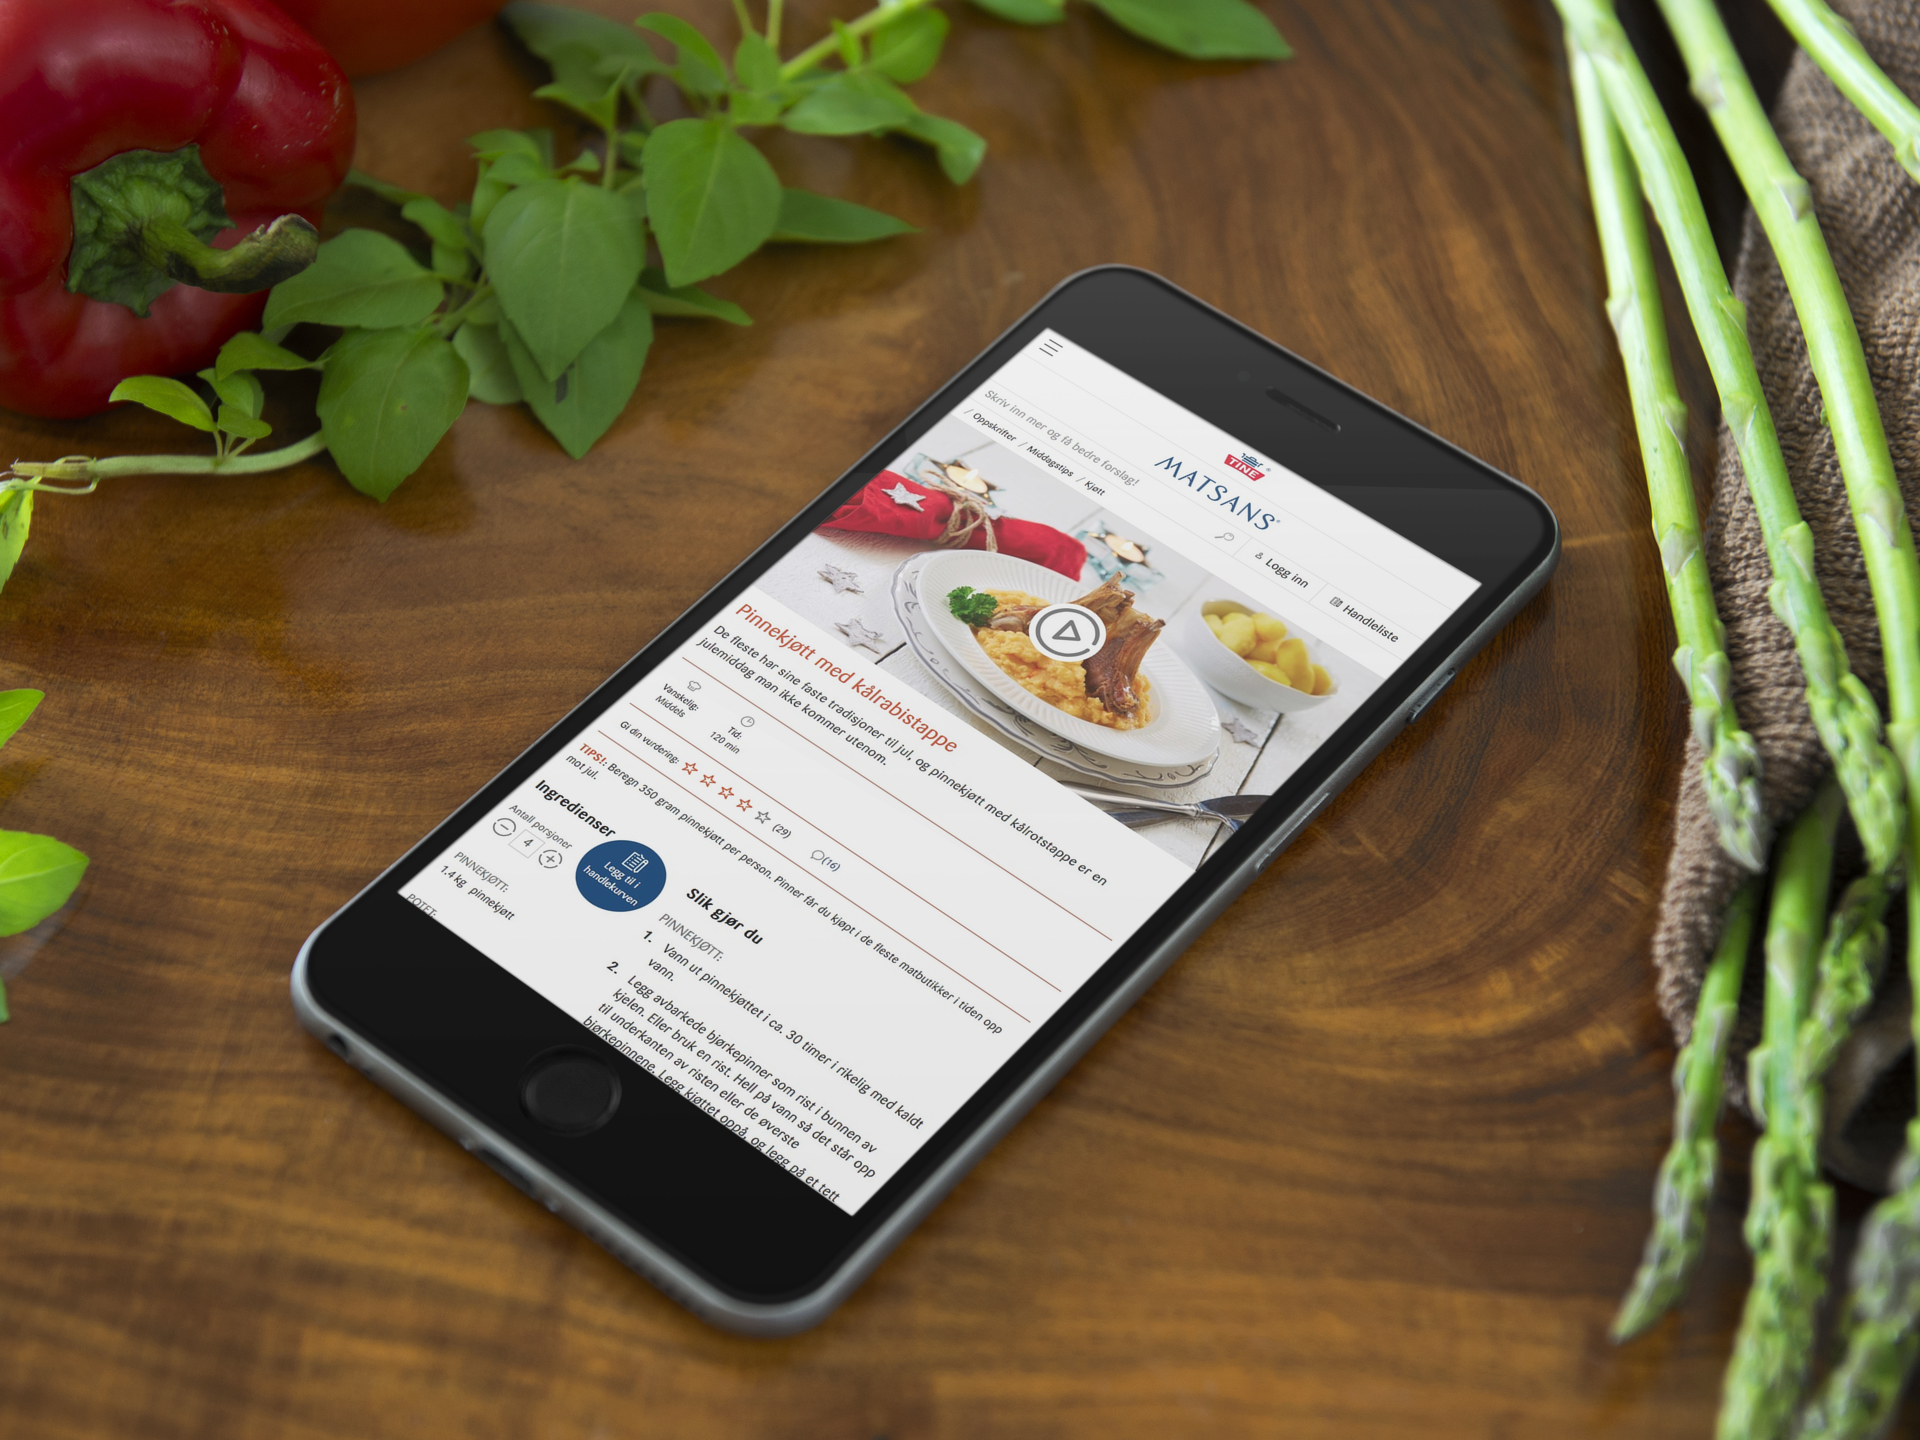 TINE®
MATSANS®
Skriv inn mer og få bedre forslag!
Logg inn
Handleliste
/ Oppskrifter / Middagstips / Kjøtt
Pinnekjøtt med kålrabistappe
De fleste har sine faste tradisjoner til jul, og pinnekjøtt med kålrotstappe er en
julemiddag man ikke kommer utenom.
Vanskelig:
Middels
Tid:
120 min
Gi din vurdering:
(29)
(16)
TIPS!: Beregn 350 gram pinnekjøtt per person. Pinner får du kjøpt i de fleste matbutikker i tiden opp
mot jul.
Ingredienser
Antall porsjoner
4
Legg til i
handlekurven
PINNEKJØTT:
1.4 kg pinnekjøtt
POTET:
Slik gjør du
PINNEKJØTT:
1. Vann ut pinnekjøttet i ca. 30 timer i rikelig med kaldt
vann.
2. Legg avbarkede bjørkepinner som rist i bunnen av
kjelen. Eller bruk en rist. Hell på vann så det står opp
til underkanten av risten eller de øverste
bjørkepinnene. Legg kjøttet oppå, og legg på et tett